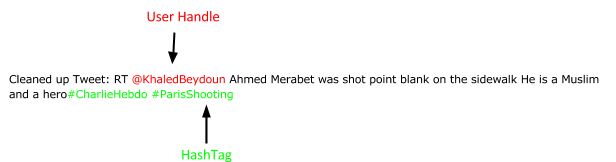 User Handle
Cleaned up Tweet: RT @KhaledBeydoun Ahmed Merabet was shot point blank on the sidewalk He is a Muslim
and a hero#CharlieHebdo #ParisShooting
HashTag